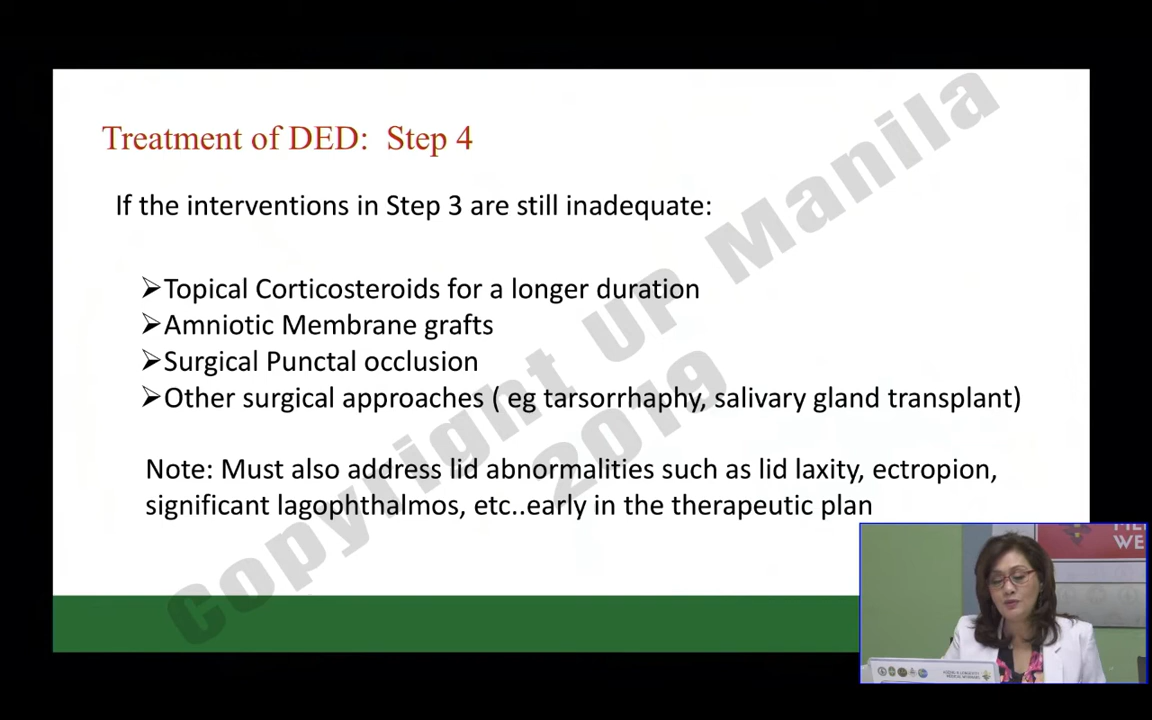 Treatment of DED: Step 4
If the interventions in Step 3 are still inadequate:
➢Topical Corticosteroids for a longer duration
➢Amniotic Membrane grafts
➢Surgical Punctal occlusion
➢Other surgical approaches ( eg tarsorrhaphy, salivary gland transplant)
Note: Must also address lid abnormalities such as lid laxity, ectropion,
significant lagophthalmos, etc..early in the therapeutic plan
Copyright UP Manila
2019
WE